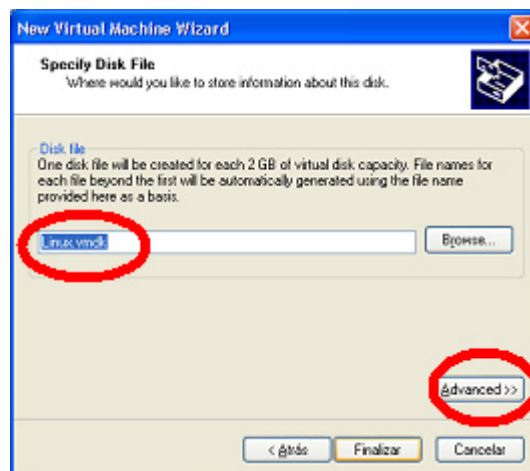 New Virtual Machine Wizard
Specify Disk File
Where would you like to store information about this disk.
Disk file
One disk file will be created for each 2 GB of virtual disk capacity. File names for
each file beyond the first will be automatically generated using the file name
provided here as a basis.
Linux.vmdk
Browse...
Advanced >>
< Atrás
Finalizar
Cancelar